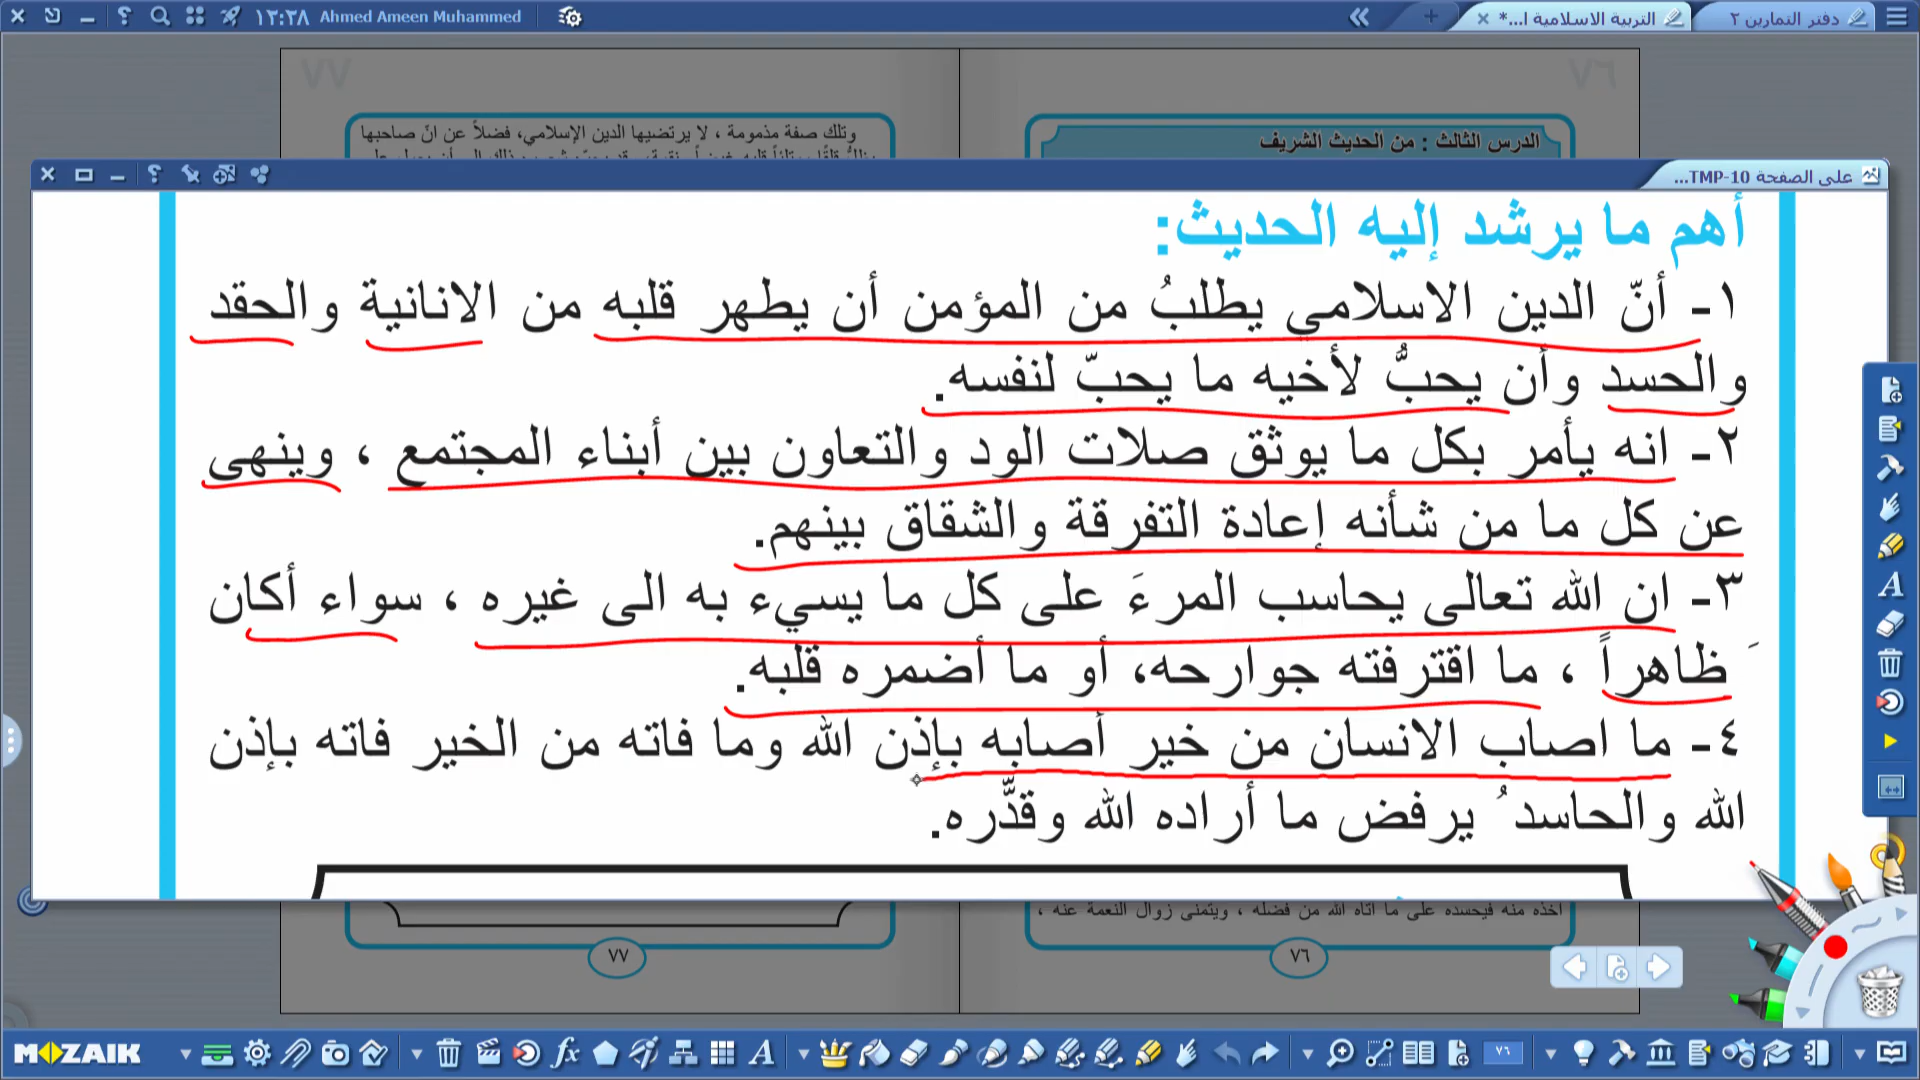 ١٢:٣٨ Ahmed Ameen Muhammed
التربية الاسلامية ا...*
دفتر التمارين ٢
٧٧
٧٦
وتلك صفة مذمومة ، لا يرتضيها الدين الإسلامي، فضلاً عن انّ صاحبها
الدرس الثالث : من الحديث الشريف
على الصفحة TMP-10...
أهم ما يرشد إليه الحديث:
١- أنّ الدين الاسلامي يطلبُ من المؤمن أن يطهر قلبه من الانانية والحقد
والحسد وأن يحبُّ لأخيه ما يحبّ لنفسه.
٢- انه يأمر بكل ما يوثق صلات الود والتعاون بين أبناء المجتمع ، وينهى
عن كل ما من شأنه إعادة التفرقة والشقاق بينهم.
٣- ان الله تعالى يحاسب المرءَ على كل ما يسيء به الى غيره ، سواء أكان
َ ظاهراً ، ما اقترفته جوارحه، أو ما أضمره قلبه.
٤- ما اصاب الانسان من خير أصابه بإذن الله وما فاته من الخير فاته بإذن
الله والحاسد ُ يرفض ما أراده الله وقدَّره.
اخذه منه فيحسده على ما اتاه الله من فضله ، ويتمنى زوال النعمة عنه ،
٧٧
٧٦
MOZAIK
٧٦